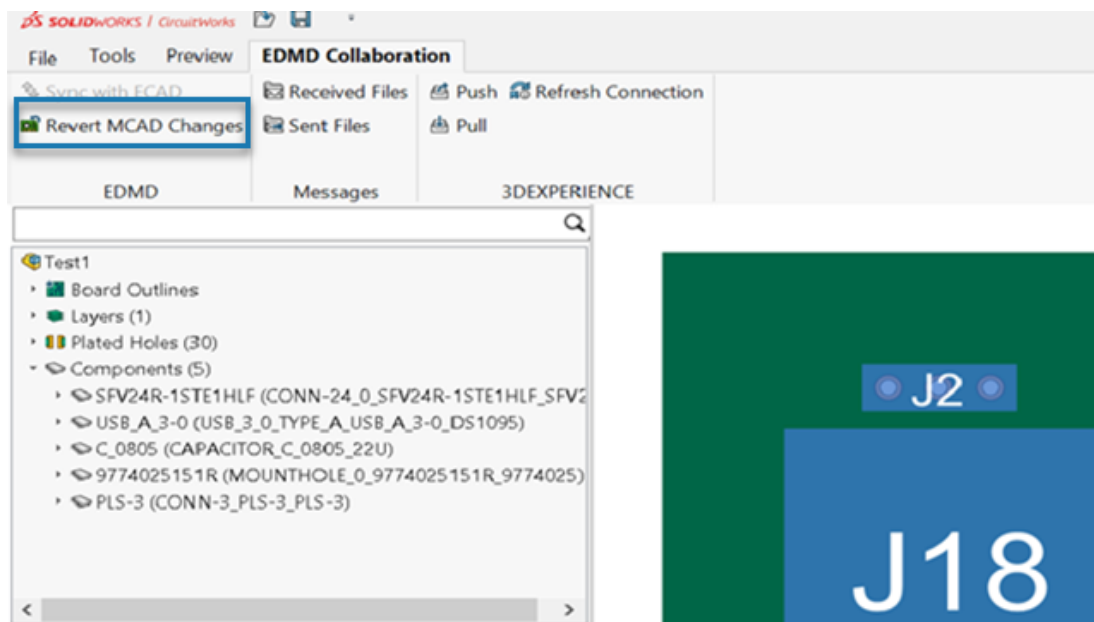 SOLIDWORKS | CircuitWorks
File Tools Preview EDMD Collaboration
Sync with ECAD
Received Files
Push
Refresh Connection
Revert MCAD Changes
Sent Files
Pull
EDMD
Messages
3DEXPERIENCE
Test1
Board Outlines
Layers (1)
Plated Holes (30)
Components (5)
SFV24R-1STE1HLF (CONN-24_0_SFV24R-1STE1HLF_SFV2
USB_A_3-0 (USB_3_0_TYPE_A_USB_A_3-0_DS1095)
C_0805 (CAPACITOR_C_0805_22U)
9774025151R (MOUNTHOLE_0_9774025151R_9774025)
PLS-3 (CONN-3_PLS-3_PLS-3)
J2
J18